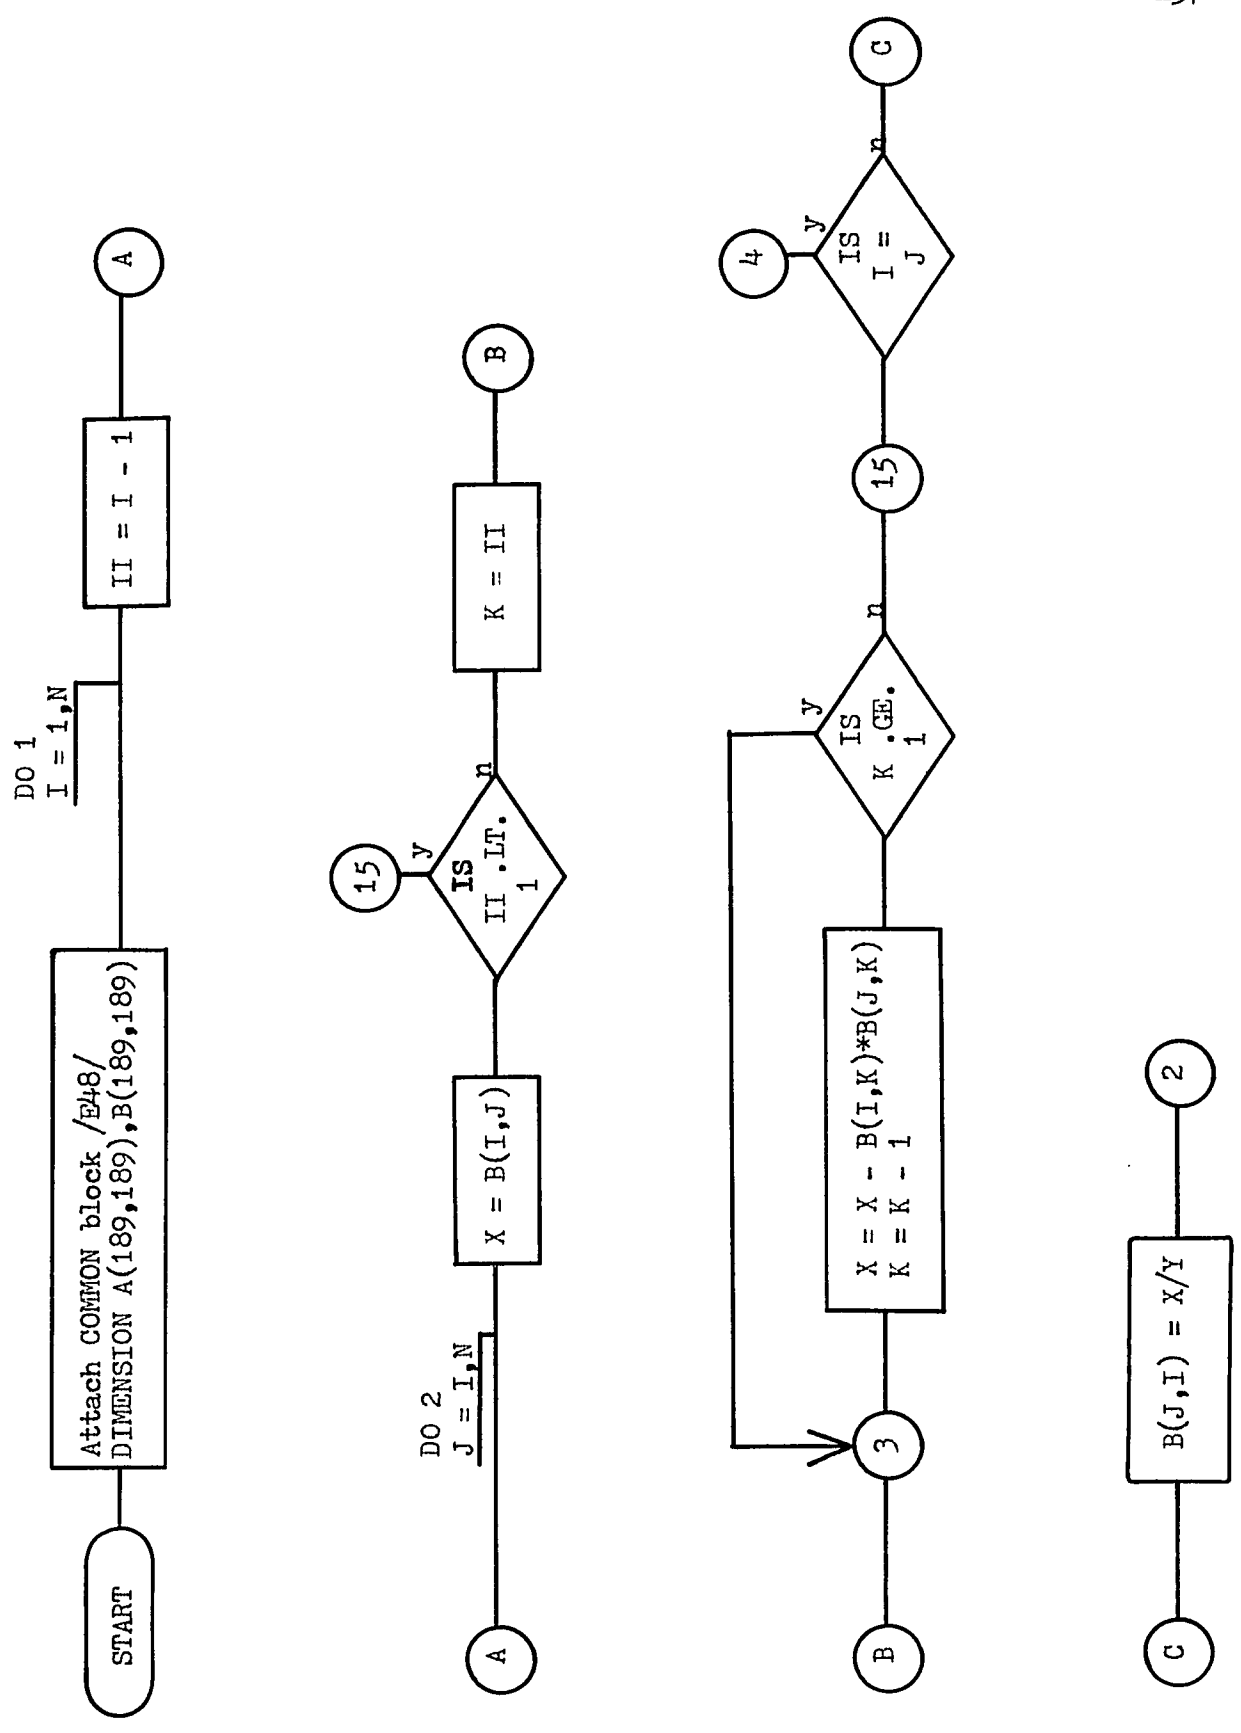 START
Attach COMMON block /E48/
DIMENSION A(189,189),B(189,189)
DO 1
I = 1,N
II = I - 1
A
A
DO 2
J = I,N
X = B(I,J)
IS
II .LT.
1
y
15
n
K = II
B
B
3
X = X - B(I,K)*B(J,K)
K = K - 1
IS
K .GE.
1
y
n
15
IS
I =
J
y
4
n
C
C
B(J,I) = X/Y
2